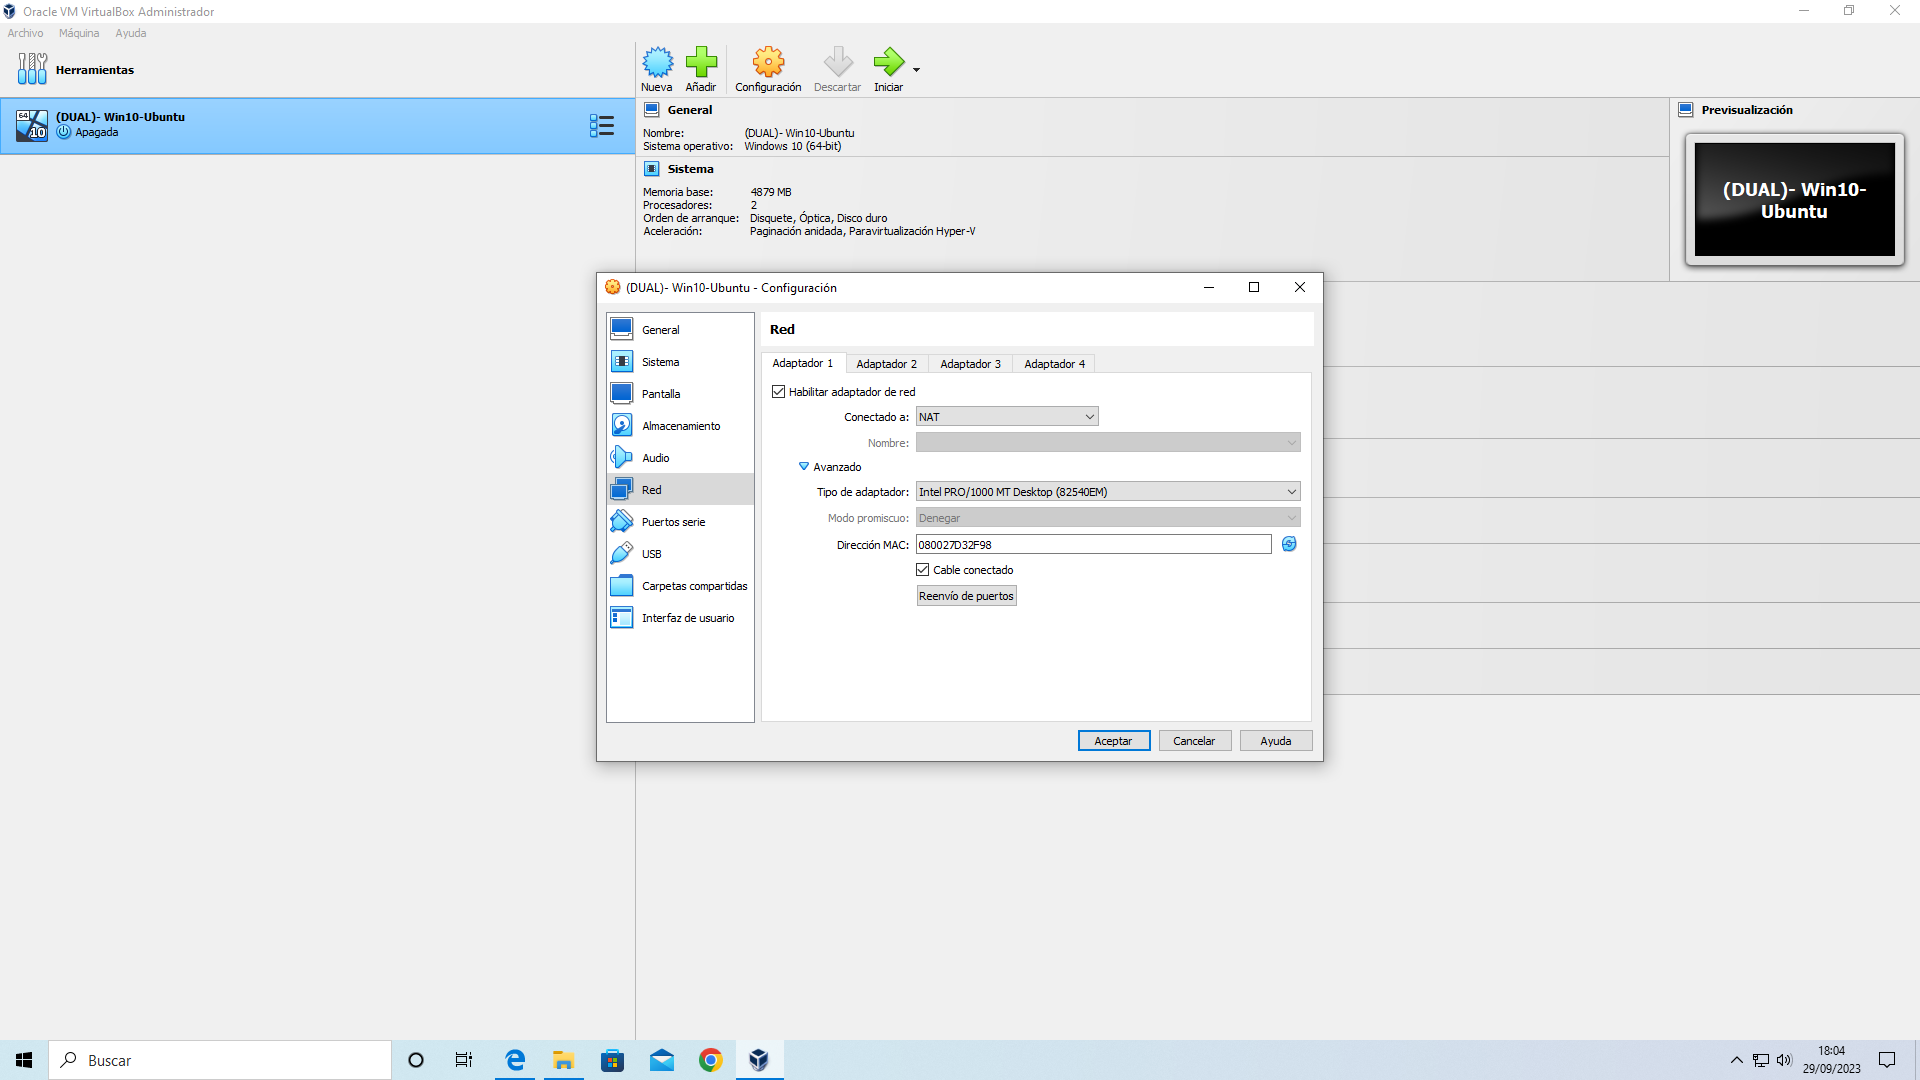 Oracle VM VirtualBox Administrador
Archivo Máquina Ayuda
Herramientas
Nueva Añadir Configuración Descartar Iniciar
64
10
(DUAL)- Win10-Ubuntu
Apagada
General
Nombre: (DUAL)- Win10-Ubuntu
Sistema operativo: Windows 10 (64-bit)
Sistema
Memoria base: 4879 MB
Procesadores: 2
Orden de arranque: Disquete, Óptica, Disco duro
Aceleración: Paginación anidada, Paravirtualización Hyper-V
Previsualización
(DUAL)- Win10-
Ubuntu
(DUAL)- Win10-Ubuntu - Configuración
General
Sistema
Pantalla
Almacenamiento
Audio
Red
Puertos serie
USB
Carpetas compartidas
Interfaz de usuario
Red
Adaptador 1 Adaptador 2 Adaptador 3 Adaptador 4
Habilitar adaptador de red
Conectado a: NAT
Nombre:
Avanzado
Tipo de adaptador: Intel PRO/1000 MT Desktop (82540EM)
Modo promiscuo: Denegar
Dirección MAC: 080027D32F98
Cable conectado
Reenvío de puertos
Aceptar Cancelar Ayuda
Buscar
18:04
29/09/2023